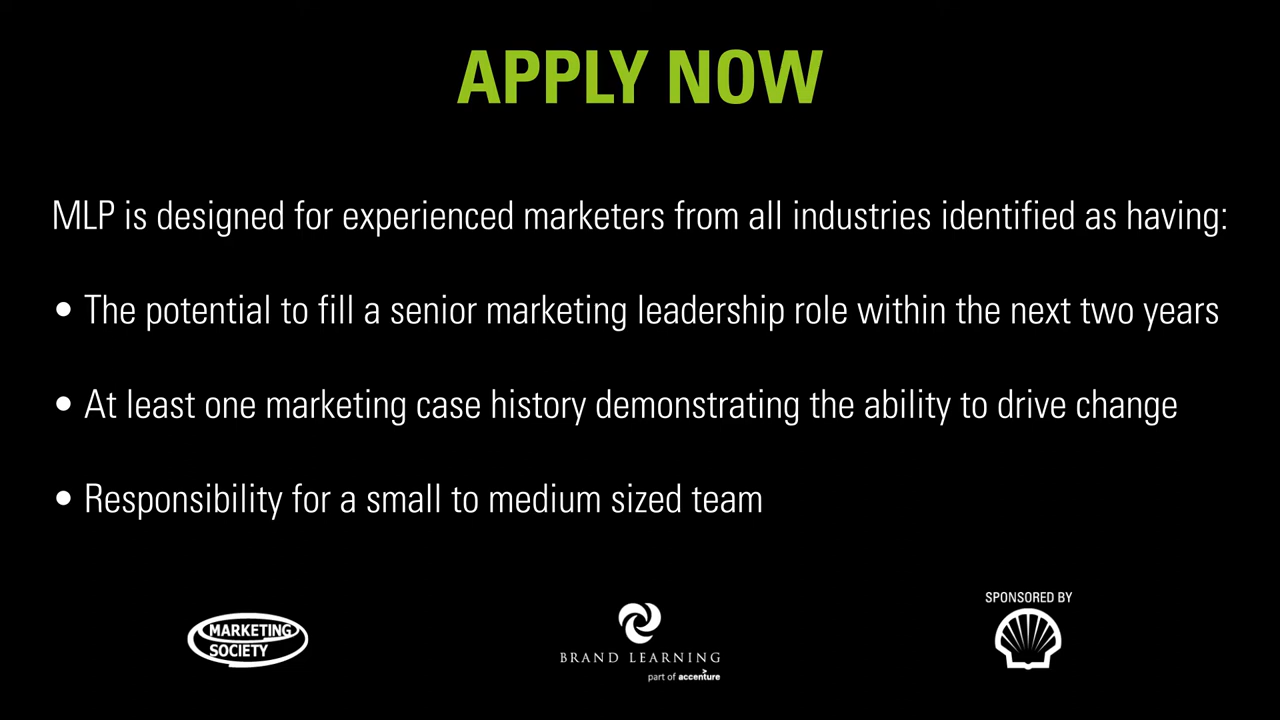 APPLY NOW
MLP is designed for experienced marketers from all industries identified as having:
• The potential to fill a senior marketing leadership role within the next two years
• At least one marketing case history demonstrating the ability to drive change
• Responsibility for a small to medium sized team
SPONSORED BY
MARKETING
SOCIETY
BRAND LEARNING
part of accenture